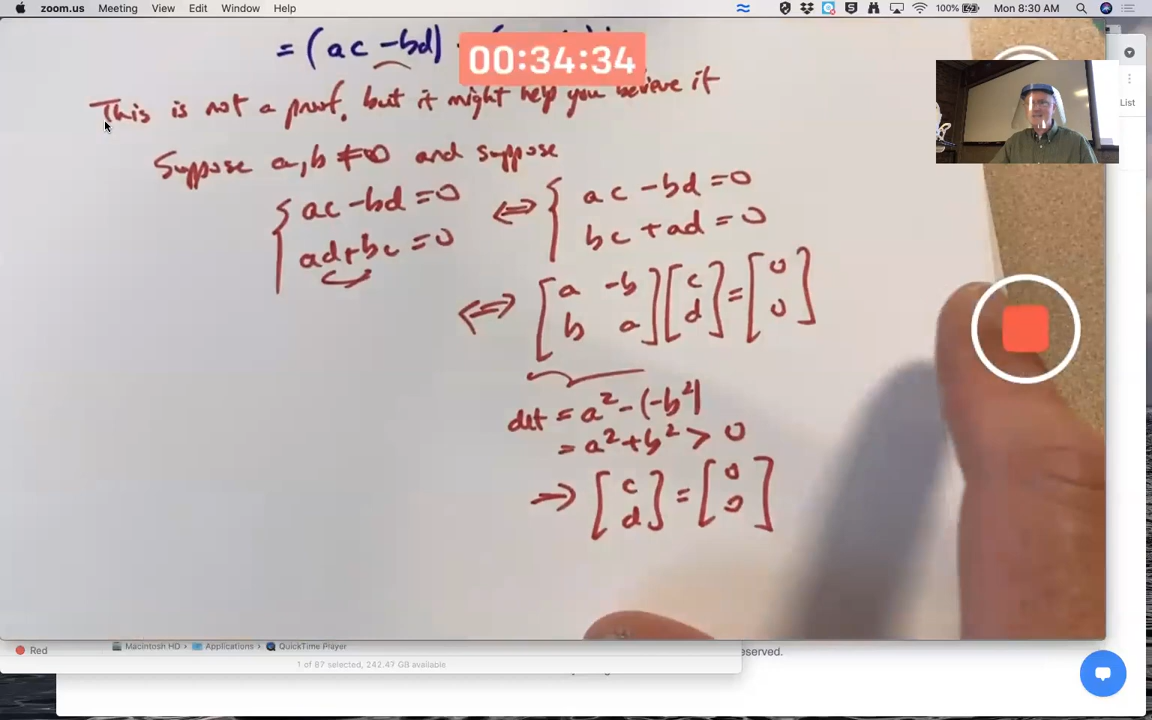 zoom.us Meeting View Edit Window Help 100% Mon 8:30 AM
= (ac - bd)
00:34:34
List
This is not a proof, but it might help you believe it
Suppose a, b ≠ 0 and suppose
{ ac - bd = 0 ⇔ { ac - bd = 0
ad + bc = 0 bc + ad = 0
⇔ [ a -b ] [ c ] = [ 0 ]
[ b a ] [ d ] [ 0 ]
det = a² - (-b²)
= a² + b² > 0
⇒ [ c ] = [ 0 ]
[ d ] [ 0 ]
Red
Macintosh HD › Applications › QuickTime Player
1 of 87 selected, 242.47 GB available
served.